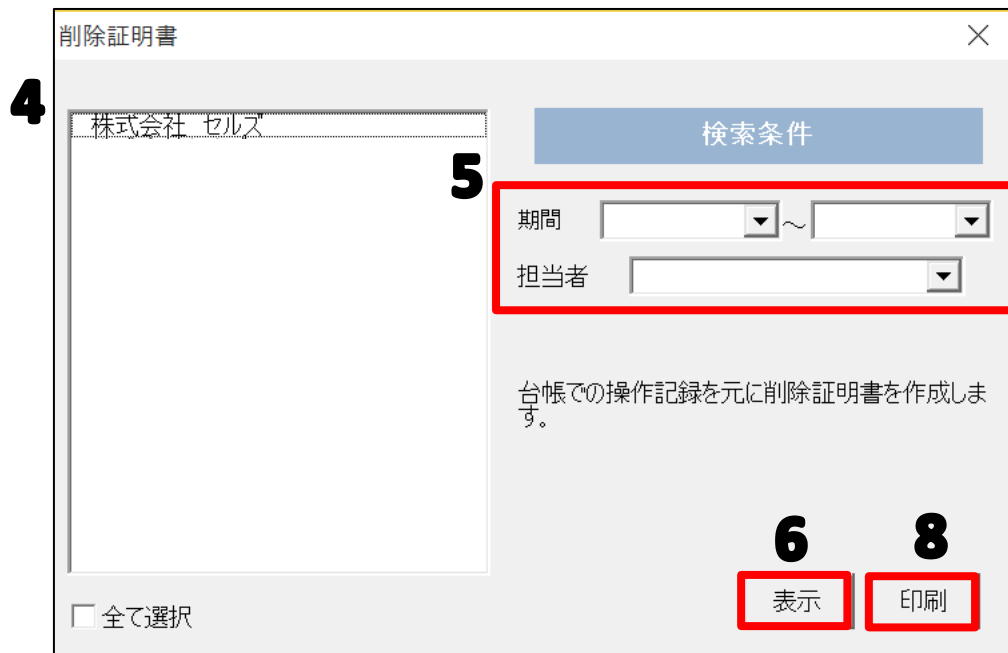 削除証明書
4
株式会社 セルズ
検索条件
5
期間 ～
担当者
台帳での操作記録を元に削除証明書を作成しま
す。
6 8
表示 印刷
全て選択